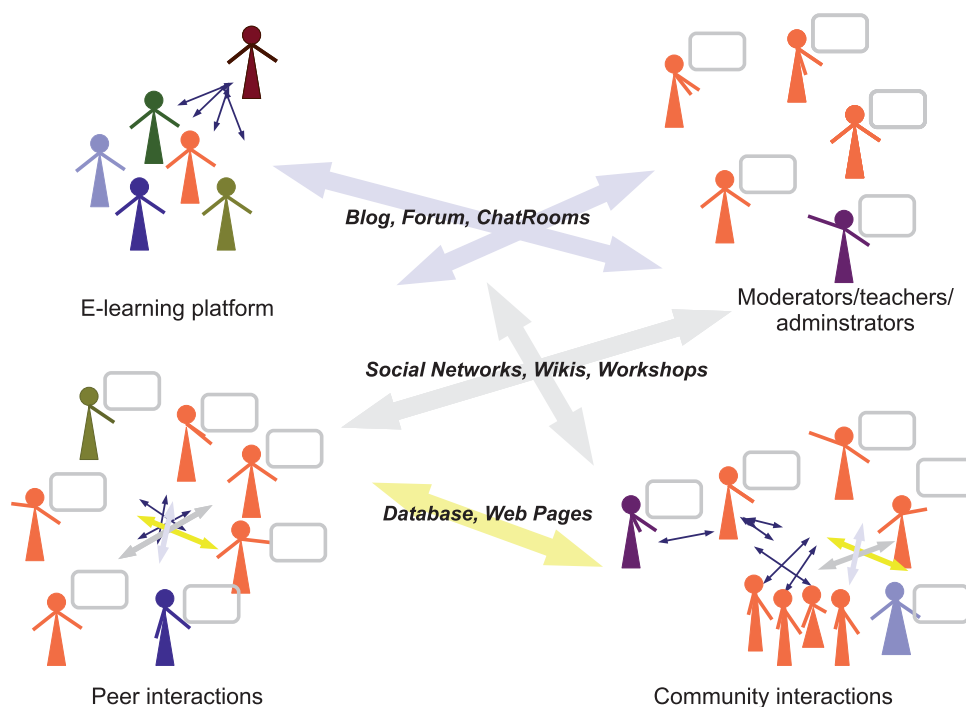 Blog, Forum, ChatRooms
E-learning platform
Moderators/teachers/
adminstrators
Social Networks, Wikis, Workshops
Database, Web Pages
Peer interactions
Community interactions